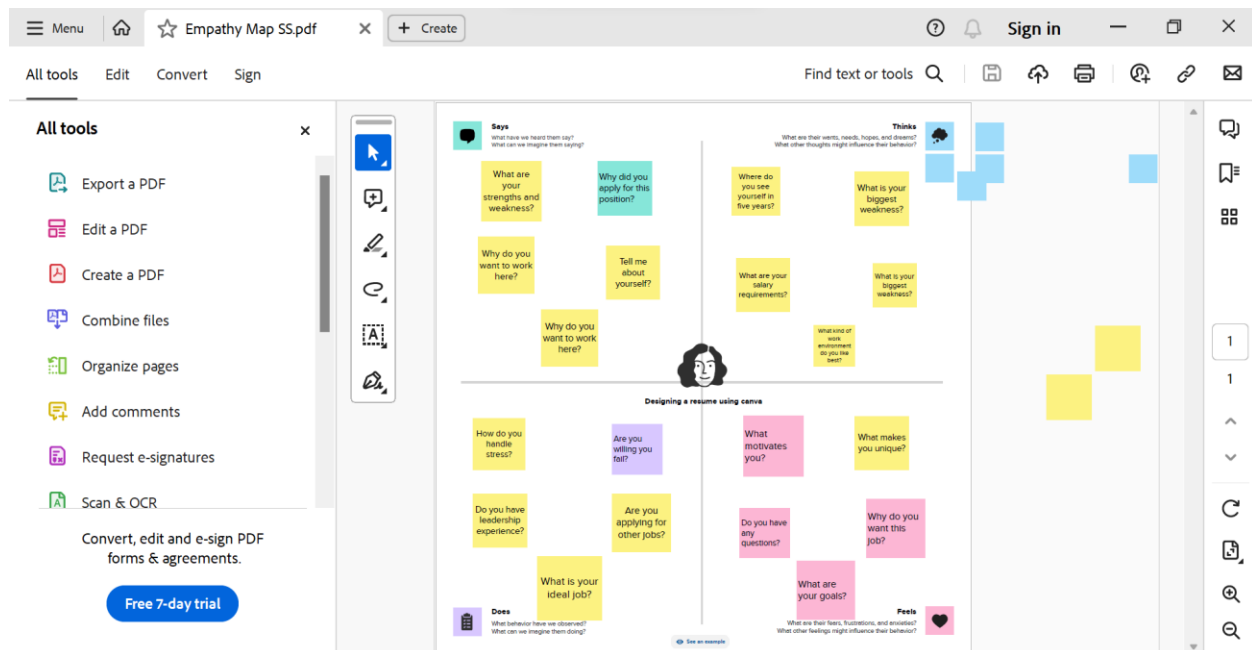 Menu
Empathy Map SS.pdf
+ Create
Sign in
All tools
Edit
Convert
Sign
Find text or tools
All tools
Export a PDF
Edit a PDF
Create a PDF
Combine files
Organize pages
Add comments
Request e-signatures
Scan & OCR
Convert, edit and e-sign PDF
forms & agreements.
Free 7-day trial
Says
What have we heard them say?
What can we imagine them saying?
What are
your
strengths and
weakness?
Why did you
apply for this
position?
Why do you
want to work
here?
Tell me
about
yourself?
Why do you
want to work
here?
Thinks
What are their wants, needs, hopes, and dreams?
What other thoughts might influence their behavior?
Where do
you see
yourself in
five years?
What is your
biggest
weakness?
What are your
salary
requirements?
What is your
biggest
weakness?
What kind of
work
environment
do you like
best?
Designing a resume using canva
How do you
handle
stress?
Are you
willing you
fail?
Do you have
leadership
experience?
Are you
applying for
other jobs?
What is your
ideal job?
Does
What behavior have we observed?
What can we imagine them doing?
What
motivates
you?
What makes
you unique?
Do you have
any
questions?
Why do you
want this
job?
What are
your goals?
Feels
What are their fears, frustrations, and anxieties?
What other feelings might influence their behavior?
See an example
1
1